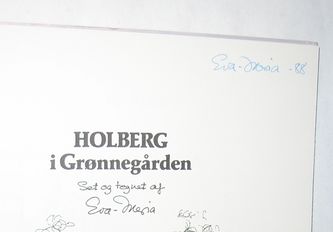 Eva-Maria -88
HOLBERG
i Grønnegården
Set og tegnet af
Eva-Maria